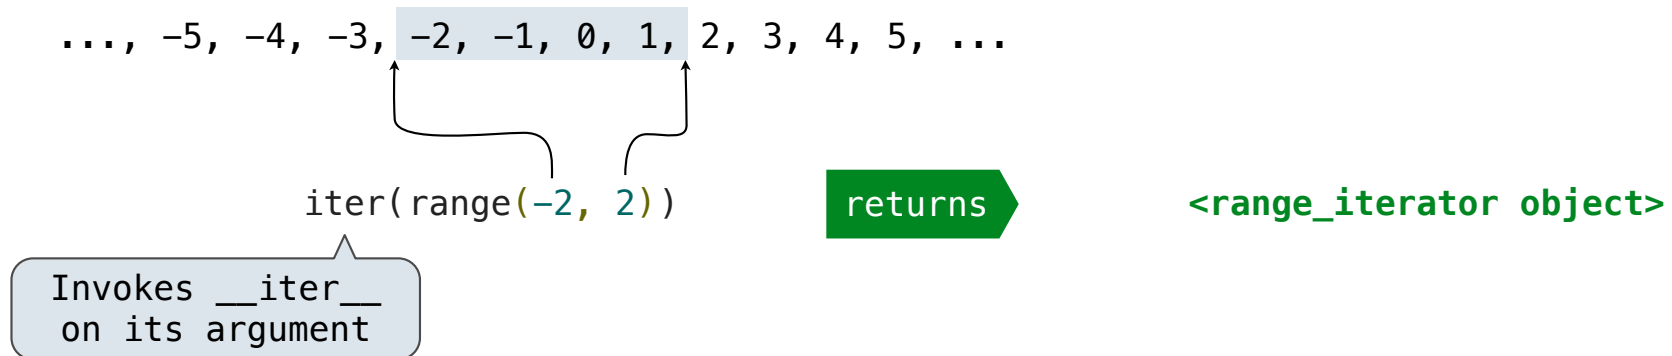 ..., −5, −4, −3, −2, −1, 0, 1, 2, 3, 4, 5, ...
iter(range(−2, 2))
returns
<range_iterator object>
Invokes __iter__
on its argument